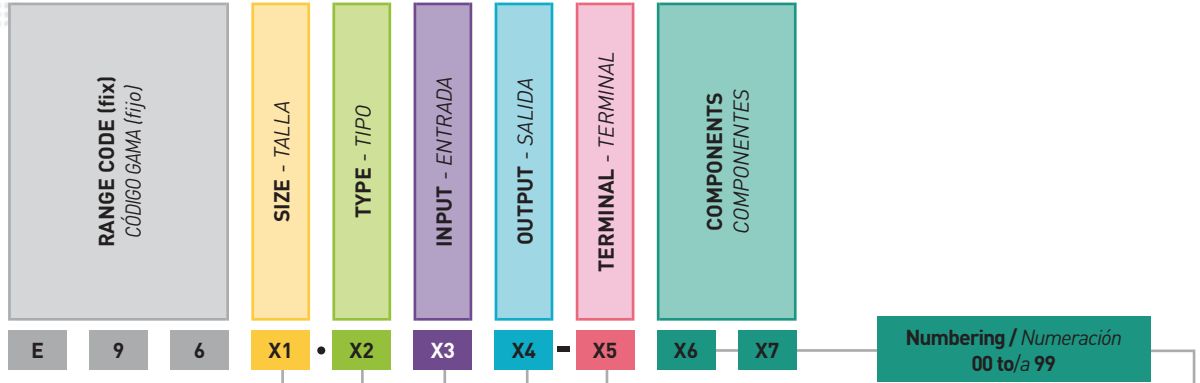 RANGE CODE (fix)
CÓDIGO GAMA (fijo)
SIZE - TALLA
TYPE - TIPO
INPUT - ENTRADA
OUTPUT - SALIDA
TERMINAL - TERMINAL
COMPONENTS
COMPONENTES
E 9 6 X1 • X2 X3 X4 - X5 X6 X7
Numbering / Numeración
00 to/a 99